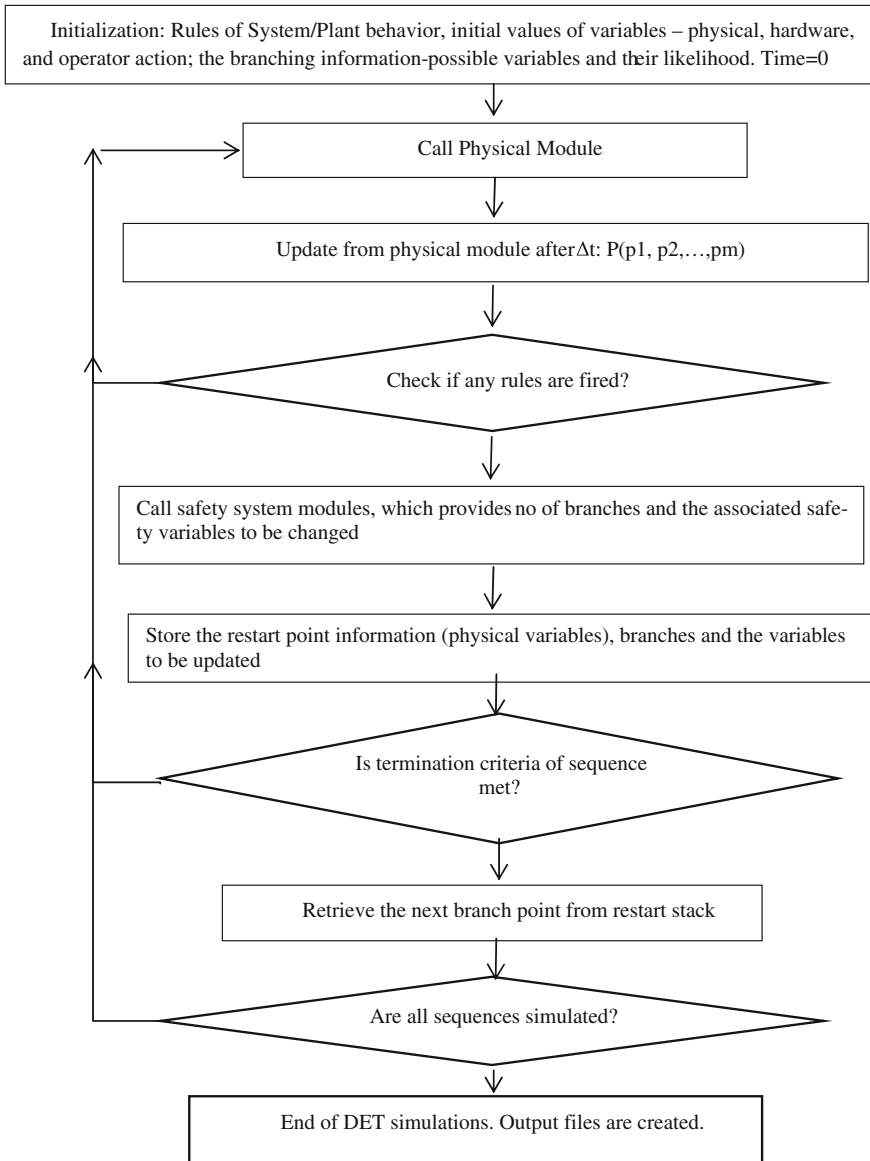 Initialization: Rules of System/Plant behavior, initial values of variables – physical, hardware,
and operator action; the branching information-possible variables and their likelihood. Time=0
Call Physical Module
Update from physical module after Δt: P(p1, p2,…,pm)
Check if any rules are fired?
Call safety system modules, which provides no of branches and the associated safe-
ty variables to be changed
Store the restart point information (physical variables), branches and the variables
to be updated
Is termination criteria of sequence
met?
Retrieve the next branch point from restart stack
Are all sequences simulated?
End of DET simulations. Output files are created.